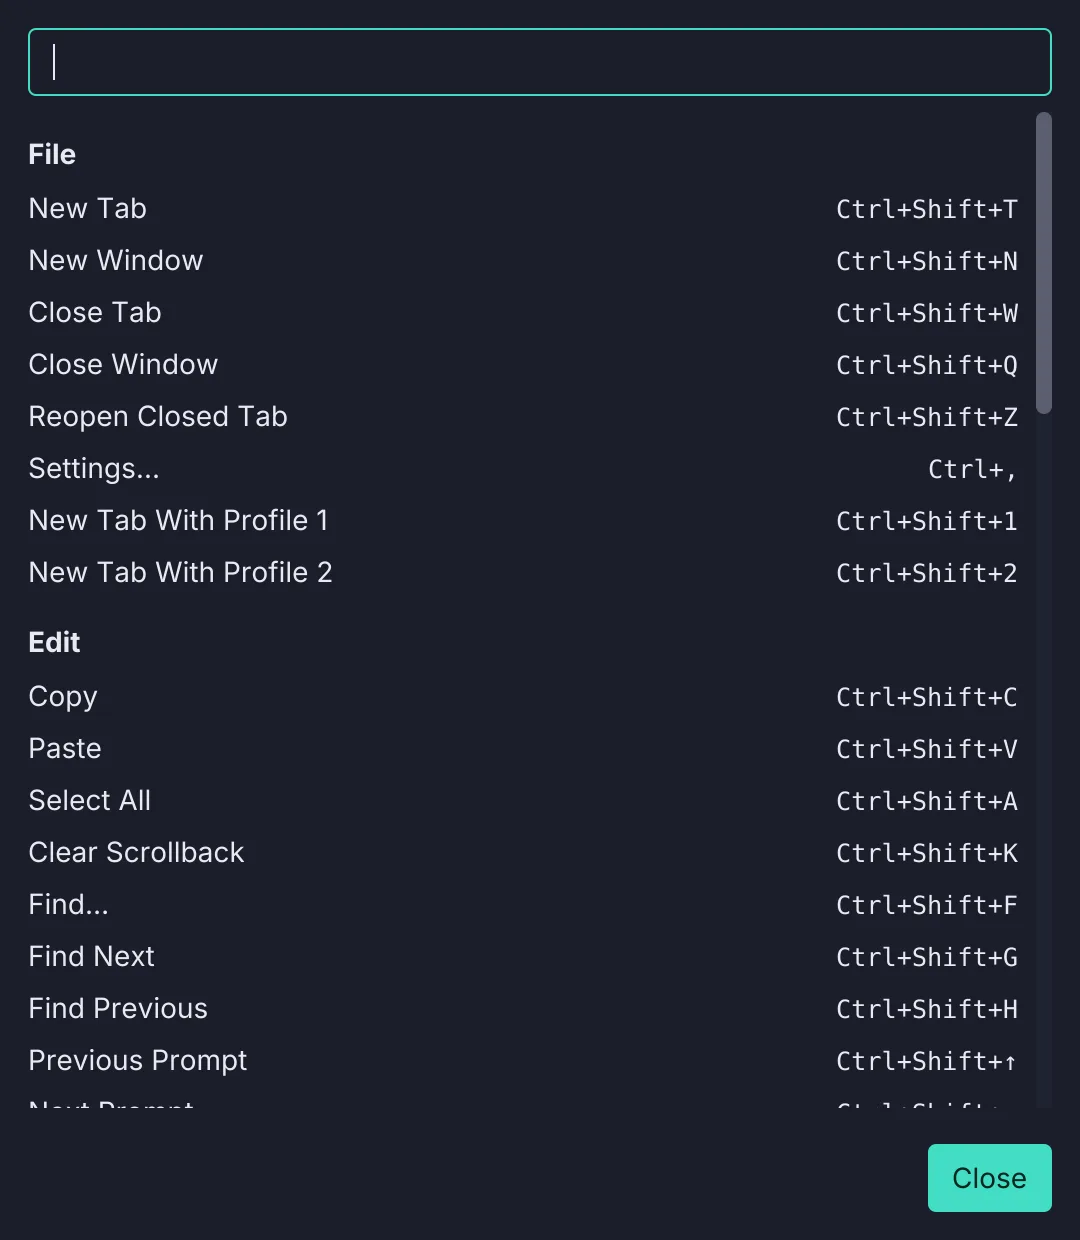 File
New Tab Ctrl+Shift+T
New Window Ctrl+Shift+N
Close Tab Ctrl+Shift+W
Close Window Ctrl+Shift+Q
Reopen Closed Tab Ctrl+Shift+Z
Settings... Ctrl+,
New Tab With Profile 1 Ctrl+Shift+1
New Tab With Profile 2 Ctrl+Shift+2
Edit
Copy Ctrl+Shift+C
Paste Ctrl+Shift+V
Select All Ctrl+Shift+A
Clear Scrollback Ctrl+Shift+K
Find... Ctrl+Shift+F
Find Next Ctrl+Shift+G
Find Previous Ctrl+Shift+H
Previous Prompt Ctrl+Shift+↑
Next Prompt
Close